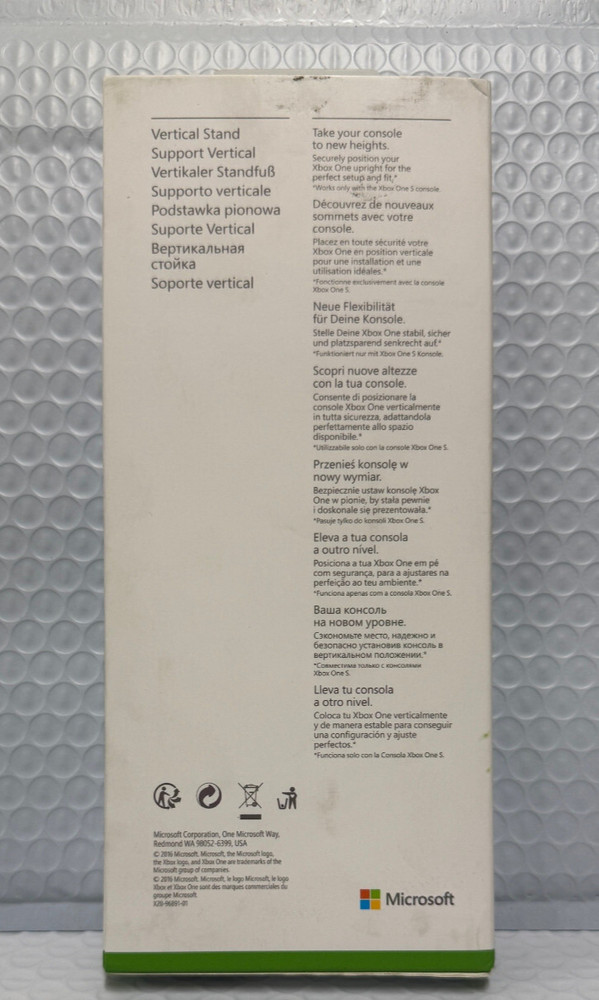 Vertical Stand
Support Vertical
Vertikaler Standfuß
Supporto verticale
Podstawka pionowa
Suporte Vertical
Вертикальная
стойка
Soporte vertical
Take your console
to new heights.
Securely position your
Xbox One upright for the
perfect setup and fit,*
*Works only with the Xbox One S console.
Découvrez de nouveaux
sommets avec votre
console.
Placez en toute sécurité votre
Xbox One en position verticale
pour une installation et une
utilisation idéales.*
*Fonctionne exclusivement avec la console
Xbox One S.
Neue Flexibilität
für Deine Konsole.
Stelle Deine Xbox One stabil, sicher
und platzsparend senkrecht auf.*
*Funktioniert nur mit Xbox One S Konsole.
Scopri nuove altezze
con la tua console.
Consente di posizionare la
console Xbox One verticalmente
in tutta sicurezza, adattandola
perfettamente allo spazio
disponibile.*
*Utilizzabile solo con la console Xbox One S.
Przenieś konsolę w
nowy wymiar.
Bezpiecznie ustaw konsolę Xbox
One w pionie, by stała pewnie
i doskonale się prezentowała.*
*Pasuje tylko do konsoli Xbox One S.
Eleva a tua consola
a outro nível.
Posiciona a tua Xbox One em pé
com segurança, para a ajustares na
perfeição ao teu ambiente.*
*Funciona apenas com a consola Xbox One S.
Ваша консоль
на новом уровне.
Сэкономьте место, надежно и
безопасно установив консоль в
вертикальном положении.*
*Совместима только с консолями
Xbox One S.
Lleva tu consola
a otro nivel.
Coloca tu Xbox One verticalmente
y de manera estable para conseguir
una configuración y ajuste
perfectos.*
*Funciona solo con la Consola Xbox One S.
Microsoft Corporation, One Microsoft Way,
Redmond WA 98052-6399, USA
© 2016 Microsoft. Microsoft, the Microsoft logo,
the Xbox logo, and Xbox One are trademarks of the
Microsoft group of companies.
© 2016 Microsoft. Microsoft, le logo Microsoft, le logo
Xbox et Xbox One sont des marques commerciales du
groupe Microsoft.
X20-96891-01
Microsoft